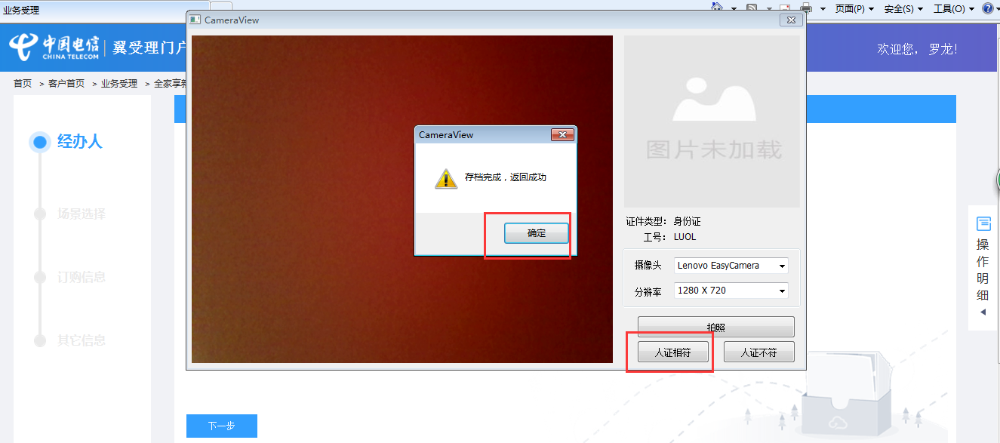 业务受理
页面(P)
安全(S)
工具(O)
CameraView
中国电信
CHINA TELECOM
翼受理门户
欢迎您， 罗龙！
首页 > 客户首页 > 业务受理 > 全家享新
经办人
场景选择
订购信息
其它信息
CameraView
存档完成，返回成功
确定
图片未加载
证件类型： 身份证
工号： LUOL
摄像头 Lenovo EasyCamera
分辨率 1280 X 720
拍照
人证相符 人证不符
操作明细
下一步